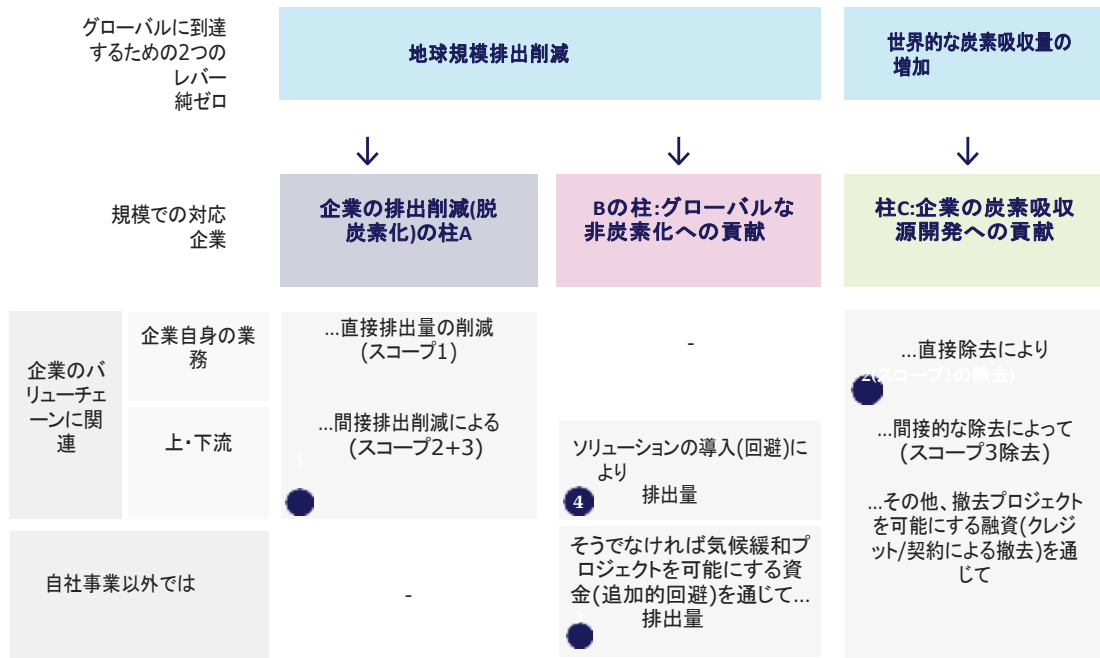 グローバルに到達
するための2つの
レバー
純ゼロ
地球規模排出削減
世界的な炭素吸収量の
増加
規模での対応
企業
企業の排出削減(脱
炭素化)の柱A
Bの柱:グローバルな
非炭素化への貢献
柱C:企業の炭素吸収
源開発への貢献
企業のバ
リューチェ
ーンに関
連
企業自身の業
務
...直接排出量の削減
(スコープ1)
-
...直接除去により
2(スコープ1の除去)
上・下流
...間接排出削減による
(スコープ2+3)
1
ソリューションの導入(回避)に
より
排出量
4
...間接的な除去によって
(スコープ3除去)
...その他、撤去プロジェクト
を可能にする融資(クレジ
ット/契約による撤去)を通
じて
自社事業以外では
-
そうでなければ気候緩和プ
ロジェクトを可能にする資
金(追加的回避)を通じて...
排出量